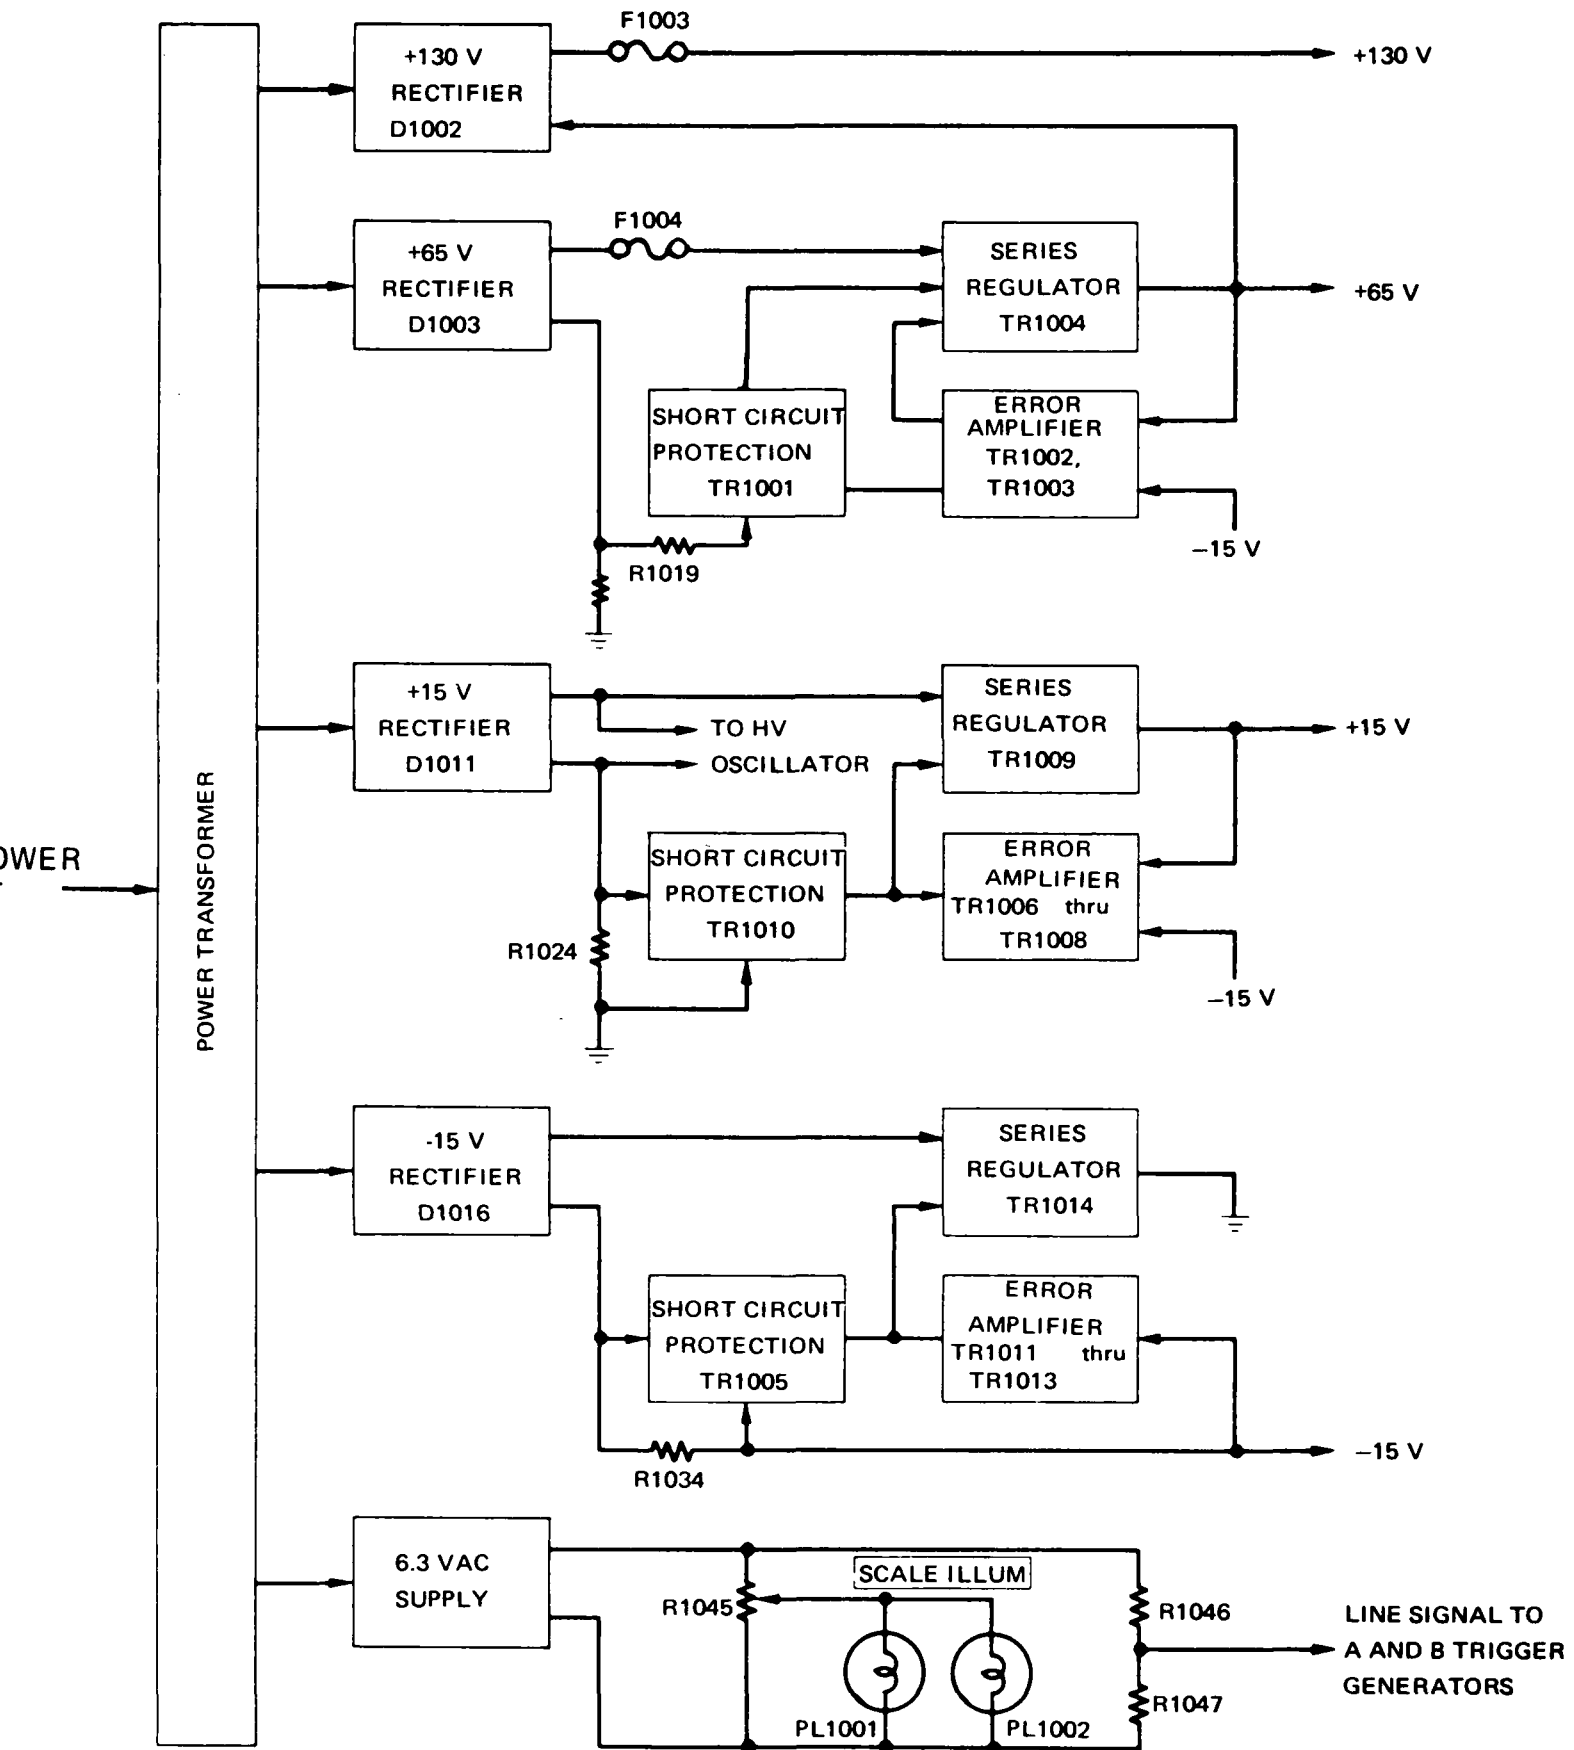 F1003
+130 V
RECTIFIER
D1002
+130 V
F1004
+65 V
RECTIFIER
D1003
SERIES
REGULATOR
TR1004
+65 V
SHORT CIRCUIT
PROTECTION
TR1001
ERROR
AMPLIFIER
TR1002,
TR1003
–15 V
R1019
+15 V
RECTIFIER
D1011
TO HV
OSCILLATOR
SERIES
REGULATOR
TR1009
+15 V
POWER TRANSFORMER
SHORT CIRCUIT
PROTECTION
TR1010
ERROR
AMPLIFIER
TR1006 thru
TR1008
R1024
–15 V
-15 V
RECTIFIER
D1016
SERIES
REGULATOR
TR1014
SHORT CIRCUIT
PROTECTION
TR1005
ERROR
AMPLIFIER
TR1011 thru
TR1013
R1034
–15 V
6.3 VAC
SUPPLY
SCALE ILLUM
R1045
R1046
R1047
PL1001
PL1002
LINE SIGNAL TO
A AND B TRIGGER
GENERATORS